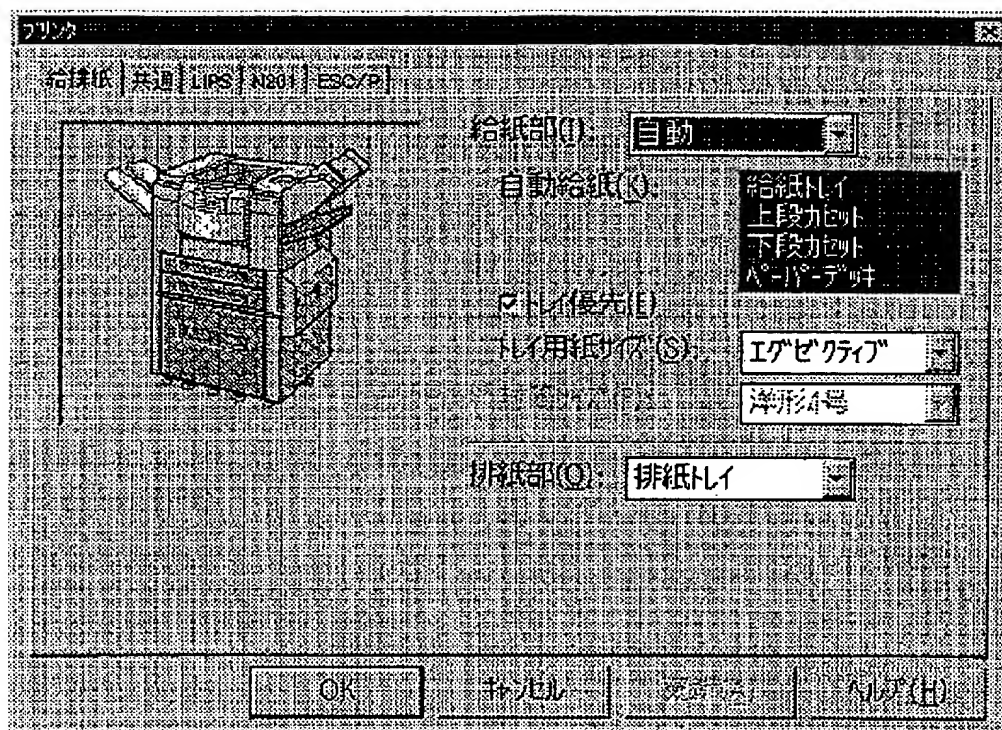 プリンタ
給排紙 共通 LIPS N201 ESC/P
給紙部(I): 自動
自動給紙(K): 給紙トレイ
上段カセット
下段カセット
ペーパーデッキ
トレイ優先(E)
トレイ用紙サイズ(S): エグゼクティブ
洋形4号
排紙部(O): 排紙トレイ
OK キャンセル ヘルプ(H)